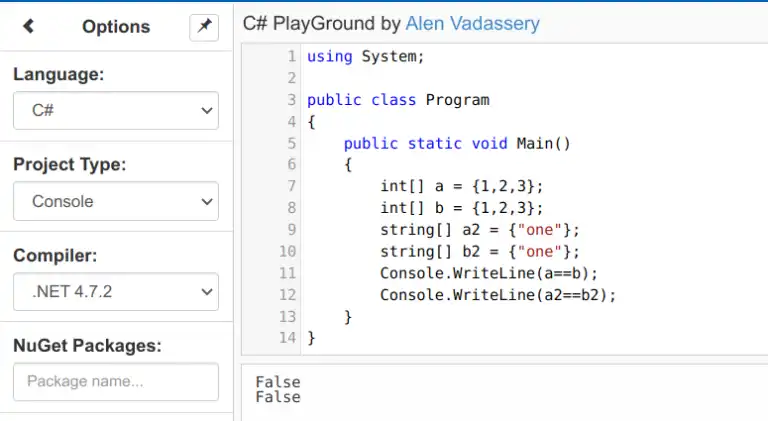 Options
Language:
C#
Project Type:
Console
Compiler:
.NET 4.7.2
NuGet Packages:
Package name...
C# PlayGround by Alen Vadassery
1 using System;
2
3 public class Program
4 {
5     public static void Main()
6     {
7         int[] a = {1,2,3};
8         int[] b = {1,2,3};
9         string[] a2 = {"one"};
10         string[] b2 = {"one"};
11         Console.WriteLine(a==b);
12         Console.WriteLine(a2==b2);
13     }
14 }
False
False